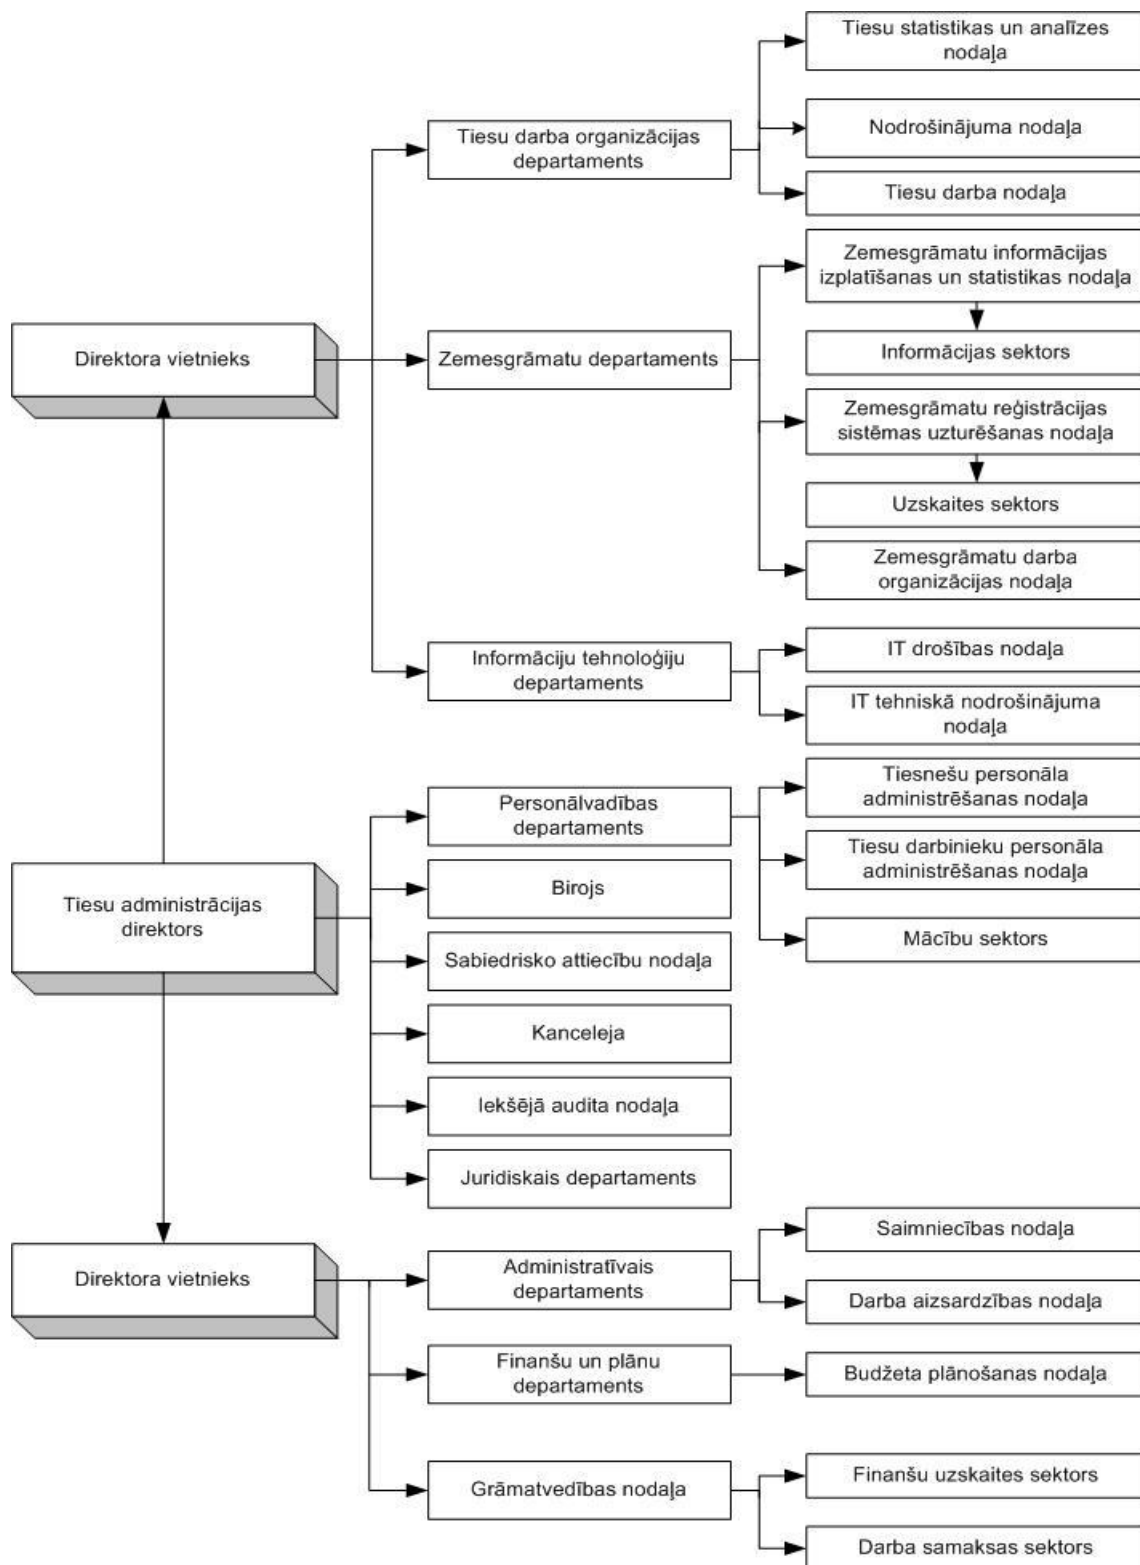 Tiesu statistikas un analīzes
nodaļa
Nodrošinājuma nodaļa
Tiesu darba organizācijas
departaments
Tiesu darba nodaļa
Zemesgrāmatu informācijas
izplatīšanas un statistikas nodaļa
Direktora vietnieks
Zemesgrāmatu departaments
Informācijas sektors
Zemesgrāmatu reģistrācijas
sistēmas uzturēšanas nodaļa
Uzskaites sektors
Zemesgrāmatu darba
organizācijas nodaļa
Informāciju tehnoloģiju
departaments
IT drošības nodaļa
IT tehniskā nodrošinājuma
nodaļa
Personālvadības
departaments
Tiesnešu personāla
administrēšanas nodaļa
Tiesu darbinieku personāla
administrēšanas nodaļa
Birojs
Tiesu administrācijas
direktors
Mācību sektors
Sabiedrisko attiecību nodaļa
Kanceleja
Iekšējā audita nodaļa
Juridiskais departaments
Saimniecības nodaļa
Direktora vietnieks
Administratīvais
departaments
Darba aizsardzības nodaļa
Finanšu un plānu
departaments
Budžeta plānošanas nodaļa
Grāmatvedības nodaļa
Finanšu uzskaites sektors
Darba samaksas sektors